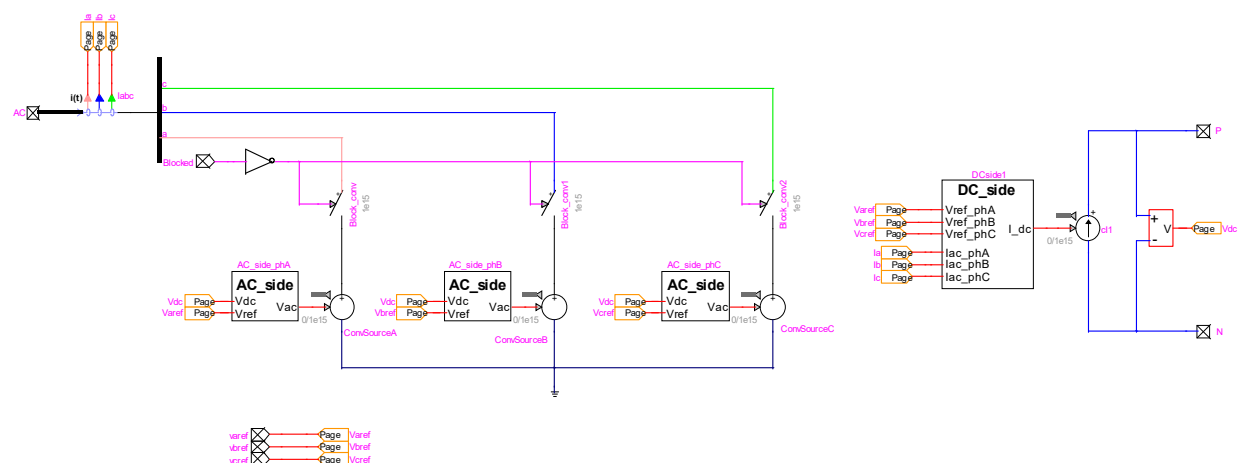 Ia
Ib
Ic
Page
Page
Page
i(t)
Iabc
AC
c
b
a
Blocked
+
Block_conv
1e15
+
Block_conv1
1e15
+
Block_conv2
1e15
AC_side_phA
AC_side
Vdc
Vref
Vac
Vdc Page
Varef Page
+
0/1e15
ConvSourceA
AC_side_phB
AC_side
Vdc
Vref
Vac
Vdc Page
Vbref Page
+
0/1e15
ConvSourceB
AC_side_phC
AC_side
Vdc
Vref
Vac
Vdc Page
Vcref Page
+
0/1e15
ConvSourceC
DCside1
DC_side
Vref_phA
Vref_phB
Vref_phC
I_dc
Iac_phA
Iac_phB
Iac_phC
Varef Page
Vbref Page
Vcref Page
Ia Page
Ib Page
Ic Page
+
0/1e15
cI1
P
+
V
-
Page Vdc
N
varef Page Varef
vbref Page Vbref
vcref Page Vcref